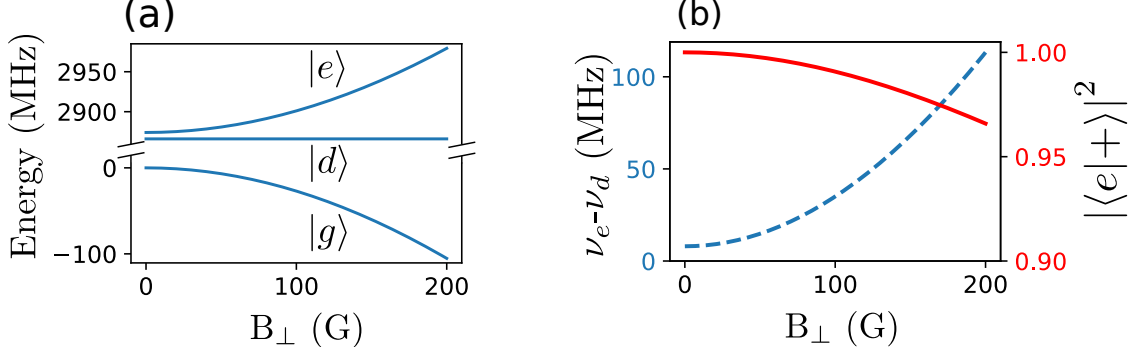 (a)
Energy (MHz)
2950
2900
0
−100
|e⟩
|d⟩
|g⟩
0 100 200
B⊥ (G)
(b)
νe-νd (MHz)
100
50
0
1.00
0.95
0.90
|⟨e|+⟩|²
0 100 200
B⊥ (G)